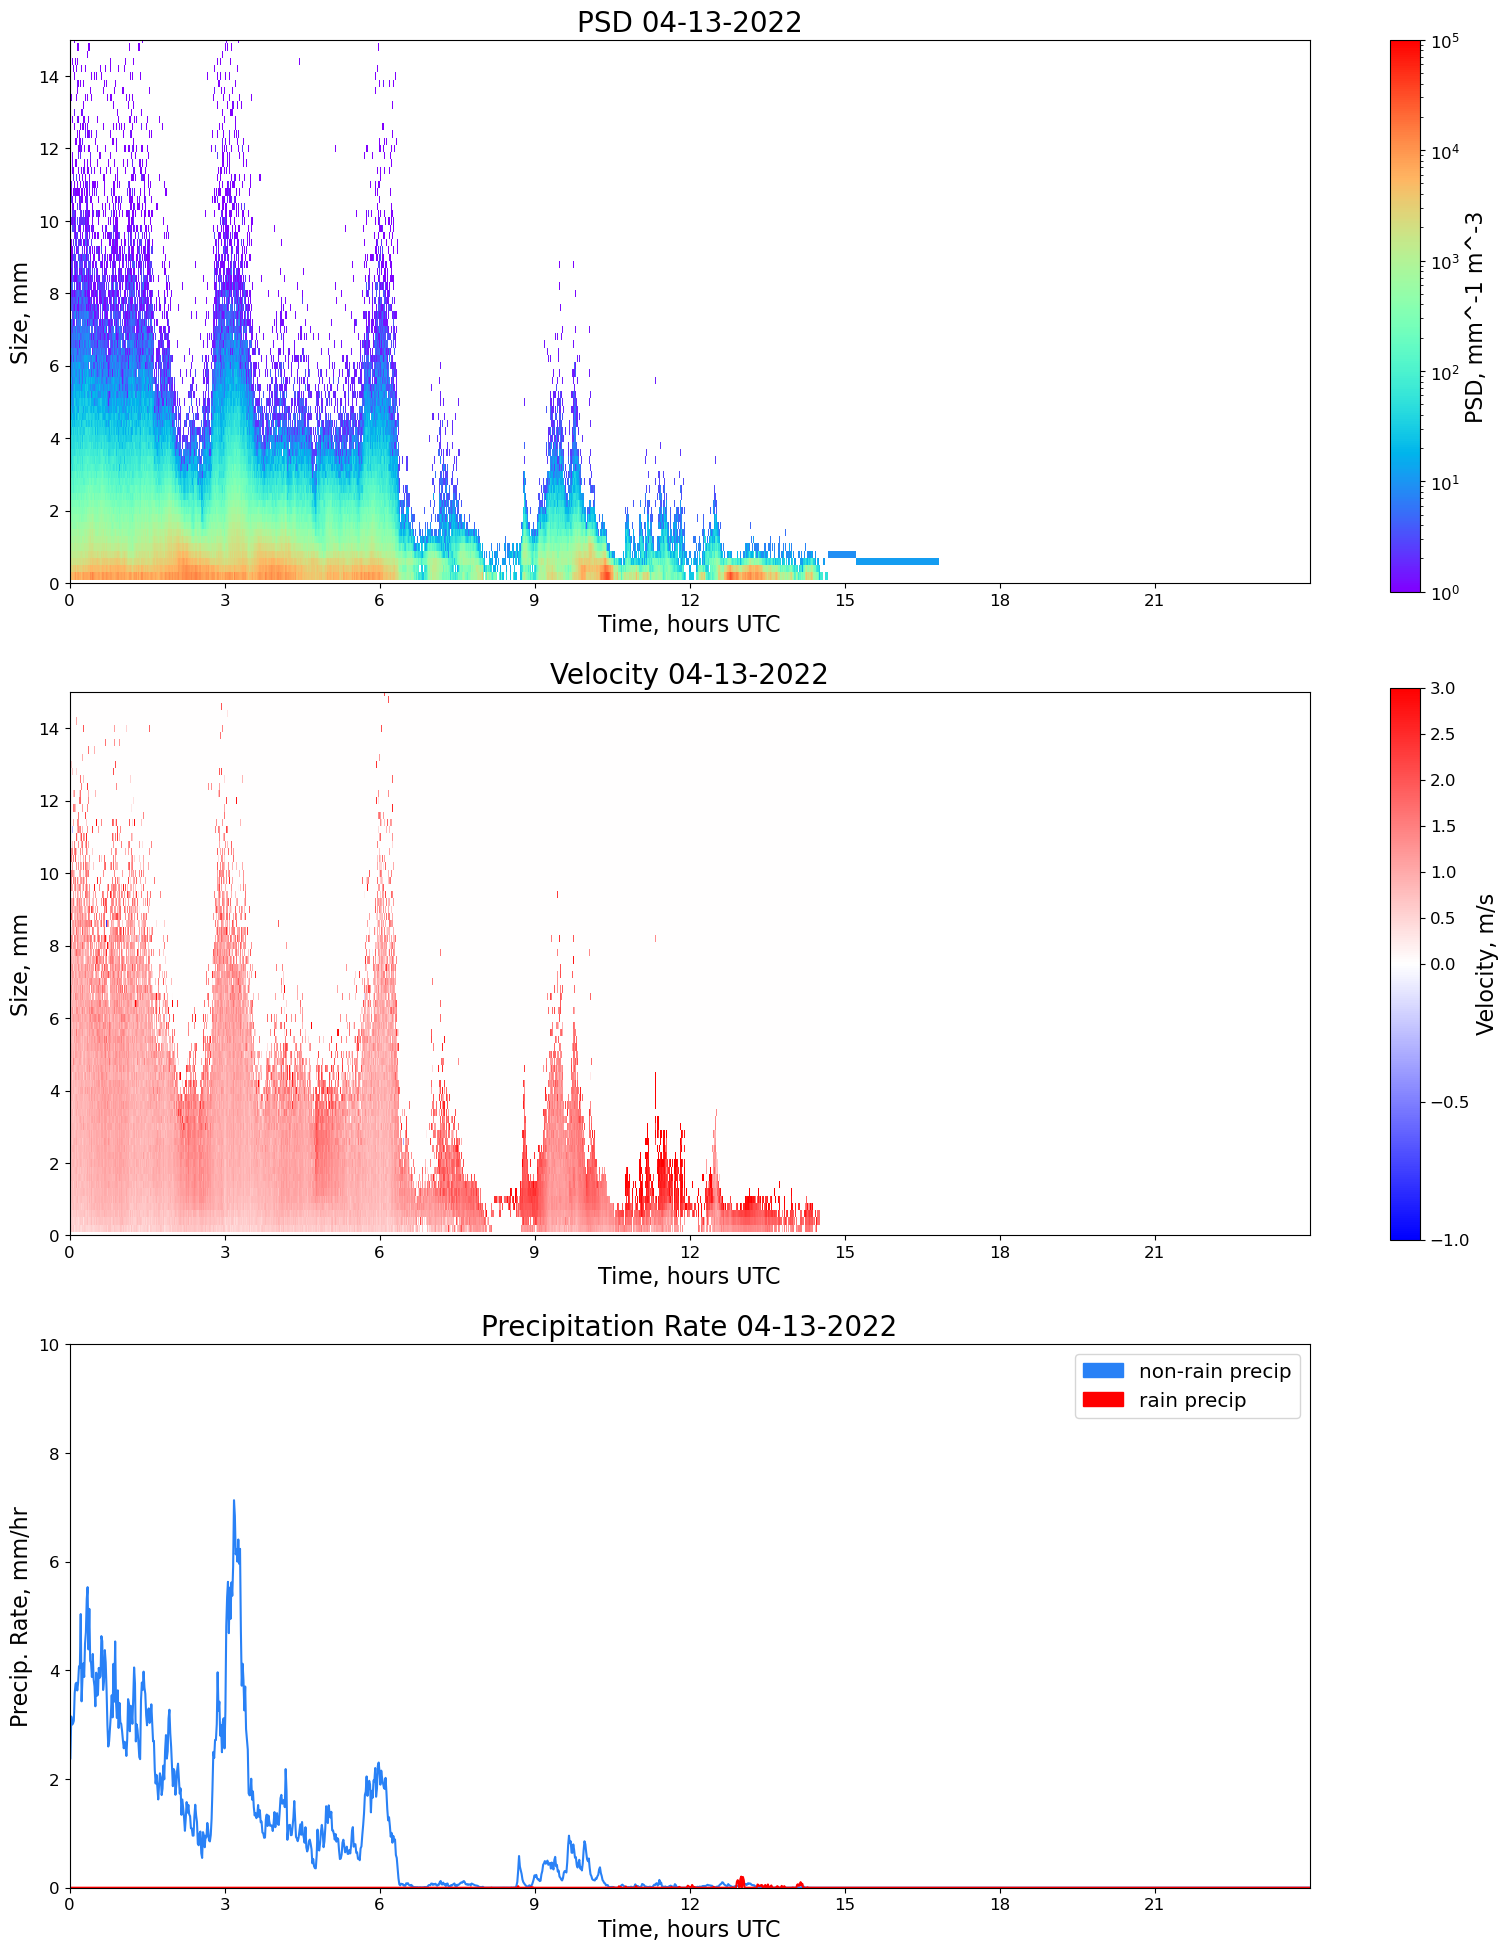 PSD 04-13-2022
Size, mm
14
12
10
8
6
4
2
0
0 3 6 9 12 15 18 21
Time, hours UTC
10^5
10^4
10^3
10^2
10^1
10^0
PSD, mm^-1 m^-3
Velocity 04-13-2022
Size, mm
14
12
10
8
6
4
2
0
0 3 6 9 12 15 18 21
Time, hours UTC
3.0
2.5
2.0
1.5
1.0
0.5
0.0
−0.5
−1.0
Velocity, m/s
Precipitation Rate 04-13-2022
Precip. Rate, mm/hr
10
8
6
4
2
0
non-rain precip
rain precip
0 3 6 9 12 15 18 21
Time, hours UTC